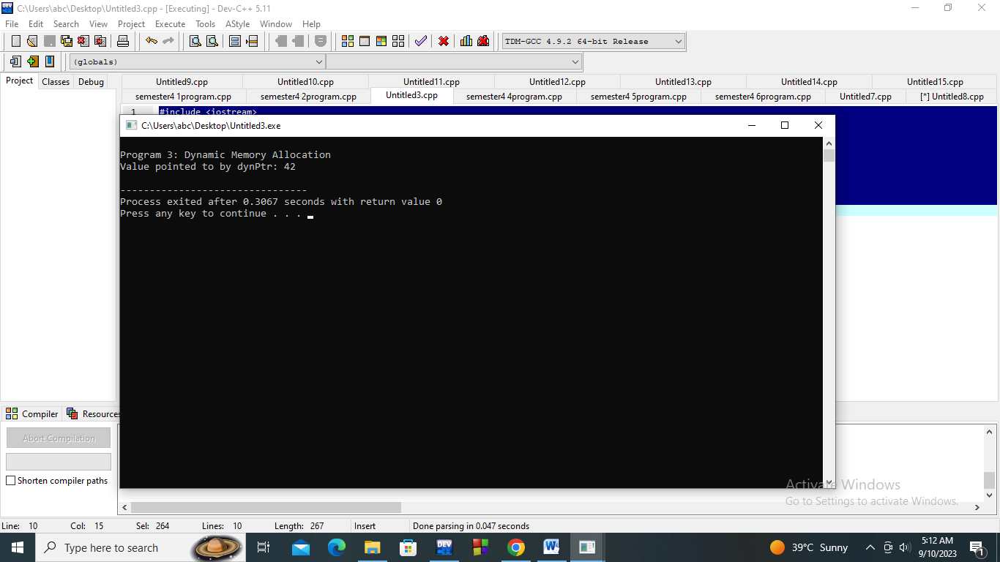 C:\Users\abc\Desktop\Untitled3.cpp - [Executing] - Dev-C++ 5.11
File Edit Search View Project Execute Tools AStyle Window Help
TDM-GCC 4.9.2 64-bit Release
(globals)
Project Classes Debug
Untitled9.cpp Untitled10.cpp Untitled11.cpp Untitled12.cpp Untitled13.cpp Untitled14.cpp Untitled15.cpp
semester4 1program.cpp semester4 2program.cpp Untitled3.cpp semester4 4program.cpp semester4 5program.cpp semester4 6program.cpp Untitled7.cpp [*] Untitled8.cpp
1 #include <iostream>
C:\Users\abc\Desktop\Untitled3.exe
Program 3: Dynamic Memory Allocation
Value pointed to by dynPtr: 42
--------------------------------
Process exited after 0.3067 seconds with return value 0
Press any key to continue . . .
Compiler Resources
Abort Compilation
Shorten compiler paths
Activate Windows
Go to Settings to activate Windows.
Line: 10 Col: 15 Sel: 264 Lines: 10 Length: 267 Insert Done parsing in 0.047 seconds
Type here to search
39°C Sunny
5:12 AM
9/10/2023
1